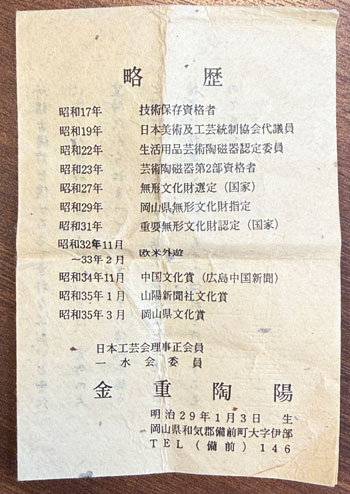 略歴
昭和17年 技術保存資格者
昭和19年 日本美術及工芸統制協会代議員
昭和22年 生活用品芸術陶磁器認定委員
昭和23年 芸術陶磁器第2部資格者
昭和27年 無形文化財選定(国家)
昭和29年 岡山県無形文化財指定
昭和31年 重要無形文化財認定(国家)
昭和32年11月
~33年2月 欧米外遊
昭和34年11月 中国文化賞(広島中国新聞)
昭和35年1月 山陽新聞社文化賞
昭和35年3月 岡山県文化賞
日本工芸会理事正会員
一水会委員
金重陶陽
明治29年1月3日 生
岡山県和気郡備前町大字伊部
TEL(備前)146